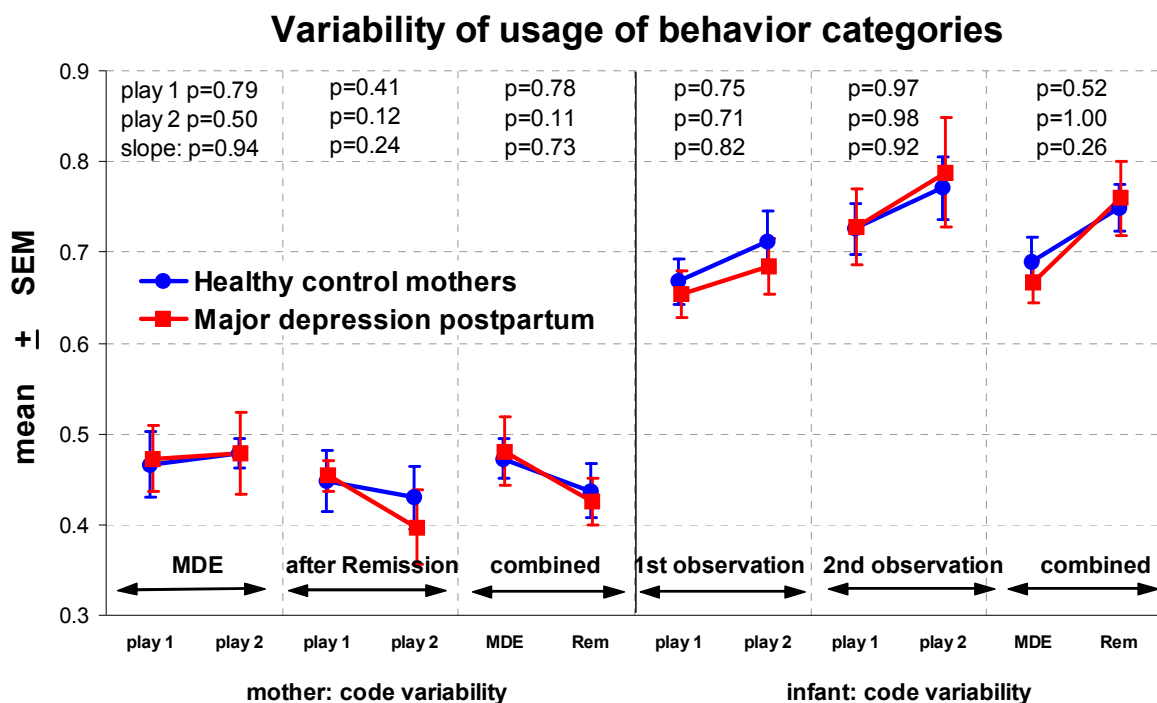 Variability of usage of behavior categories
0.9
0.8
0.7
0.6
0.5
0.4
0.3
mean ± SEM
play 1 p=0.79
play 2 p=0.50
slope: p=0.94
p=0.41
p=0.12
p=0.24
p=0.78
p=0.11
p=0.73
p=0.75
p=0.71
p=0.82
p=0.97
p=0.98
p=0.92
p=0.52
p=1.00
p=0.26
Healthy control mothers
Major depression postpartum
MDE
after Remission
combined
1st observation
2nd observation
combined
play 1
play 2
play 1
play 2
MDE
Rem
play 1
play 2
play 1
play 2
MDE
Rem
mother: code variability
infant: code variability